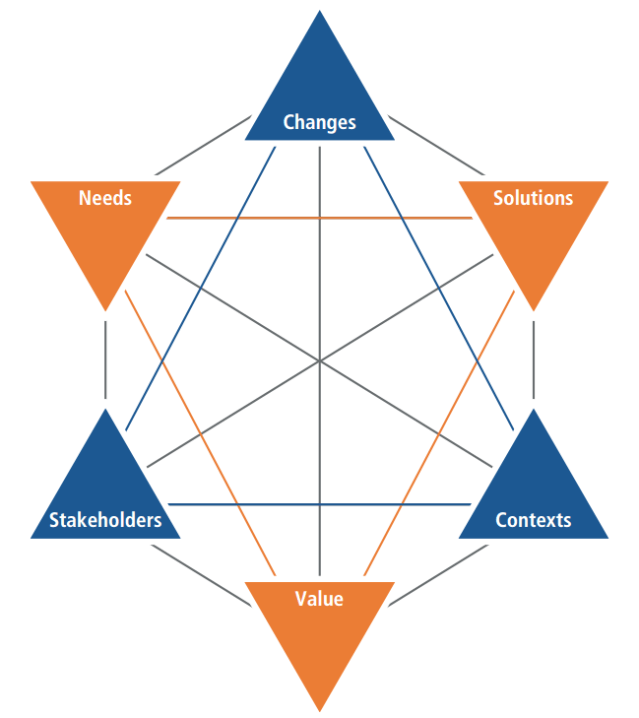 Changes
Needs
Solutions
Stakeholders
Contexts
Value